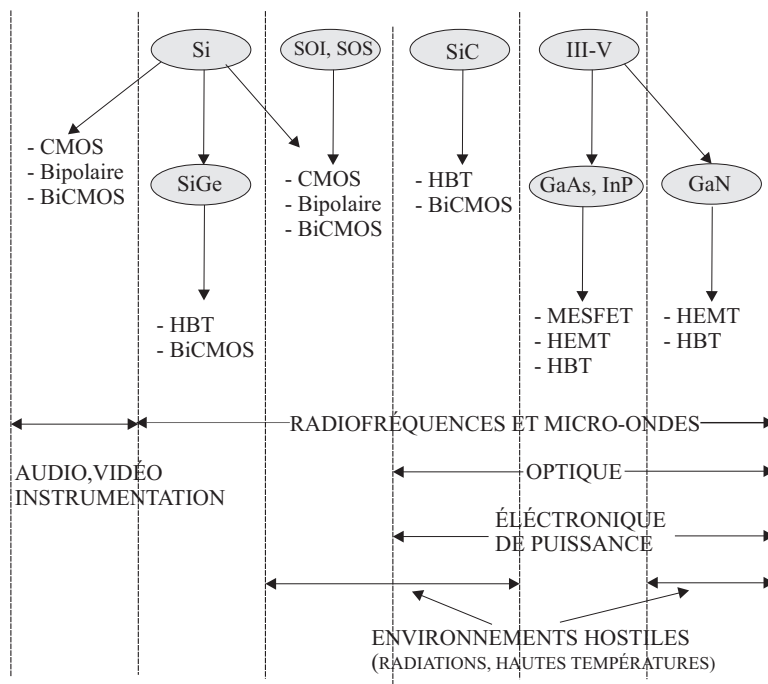 Si
SOI, SOS
SiC
III-V
- CMOS
- Bipolaire
- BiCMOS
SiGe
- CMOS
- Bipolaire
- BiCMOS
- HBT
- BiCMOS
GaAs, InP
GaN
- HBT
- BiCMOS
- MESFET
- HEMT
- HBT
- HEMT
- HBT
RADIOFRÉQUENCES ET MICRO-ONDES
AUDIO,VIDÉO
INSTRUMENTATION
OPTIQUE
ÉLÉCTRONIQUE
DE PUISSANCE
ENVIRONNEMENTS HOSTILES
(RADIATIONS, HAUTES TEMPÉRATURES)